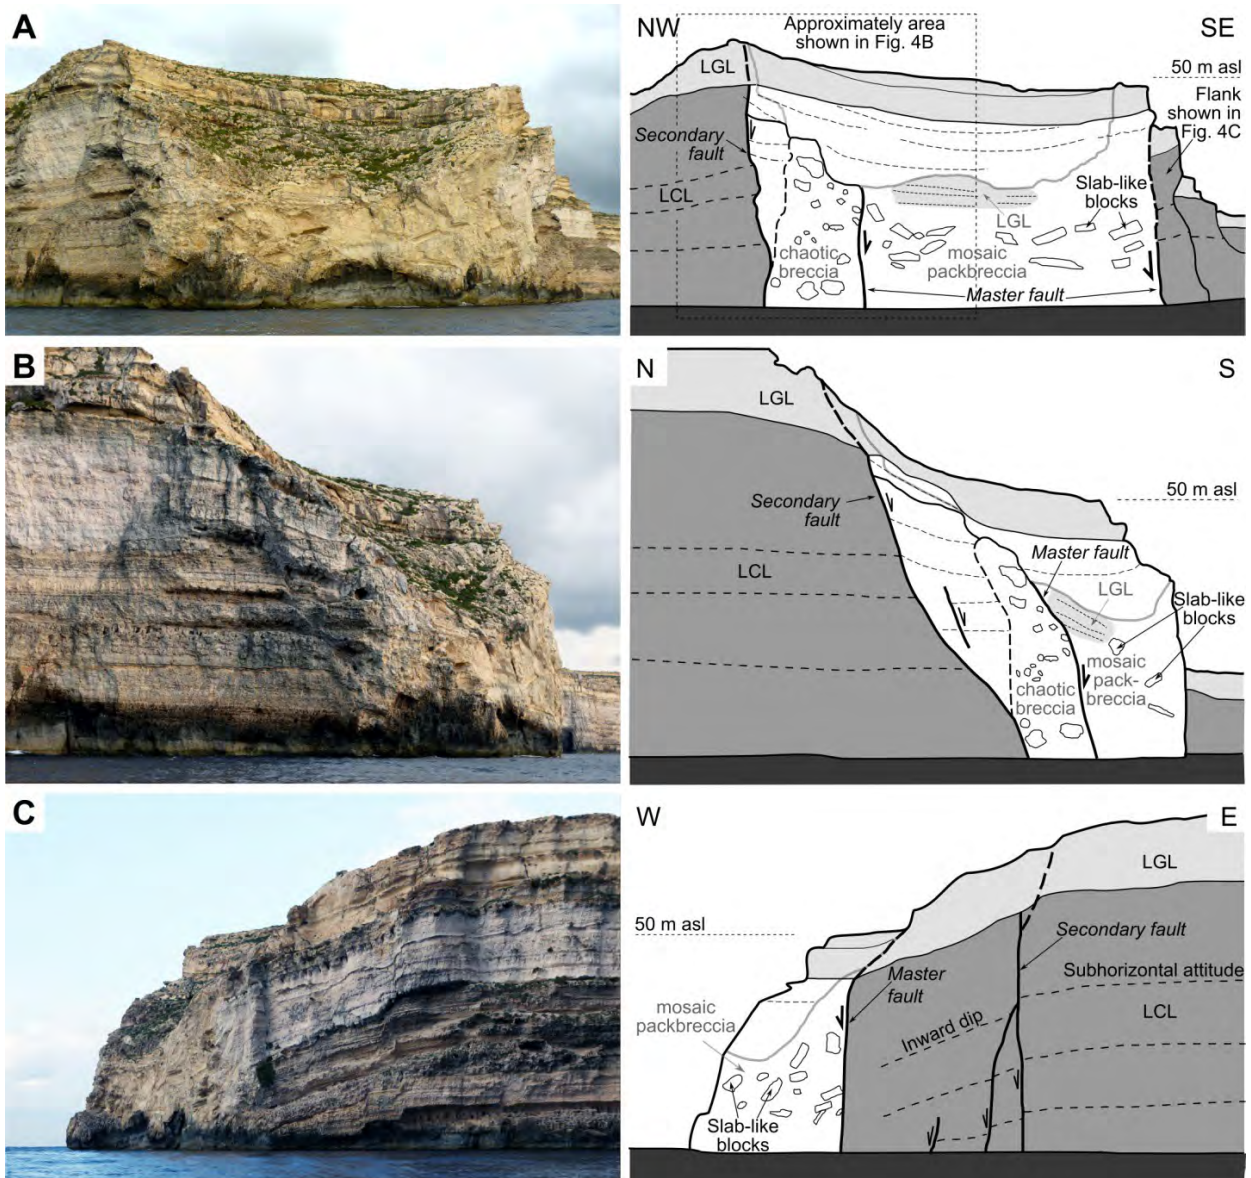 A
NW
Approximately area
shown in Fig. 4B
SE
LGL
50 m asl
Flank
shown in
Fig. 4C
Secondary
fault
LCL
Slab-like
blocks
LGL
chaotic
breccia
mosaic
packbreccia
Master fault
B
N
S
LGL
50 m asl
Secondary
fault
Master fault
LCL
LGL
Slab-like
blocks
mosaic
pack-
breccia
chaotic
breccia
C
W
E
LGL
50 m asl
Secondary fault
Master
fault
Subhorizontal attitude
LCL
mosaic
packbreccia
Inward dip
Slab-like
blocks